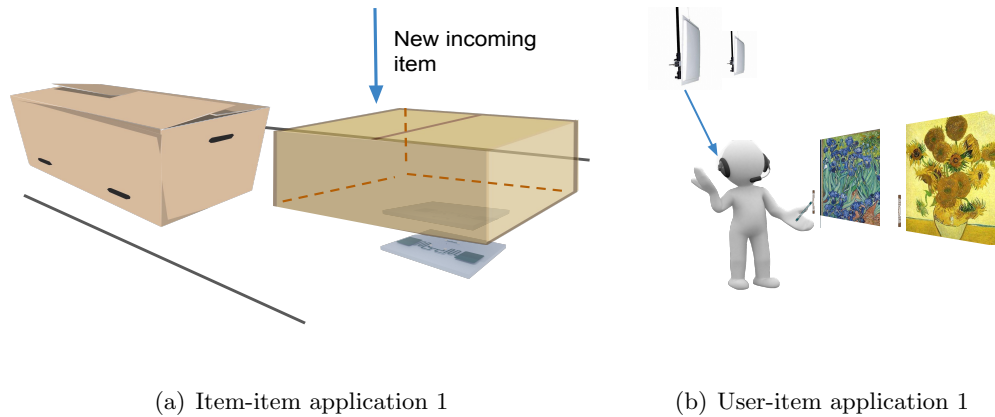 New incoming
item
(a) Item-item application 1
(b) User-item application 1